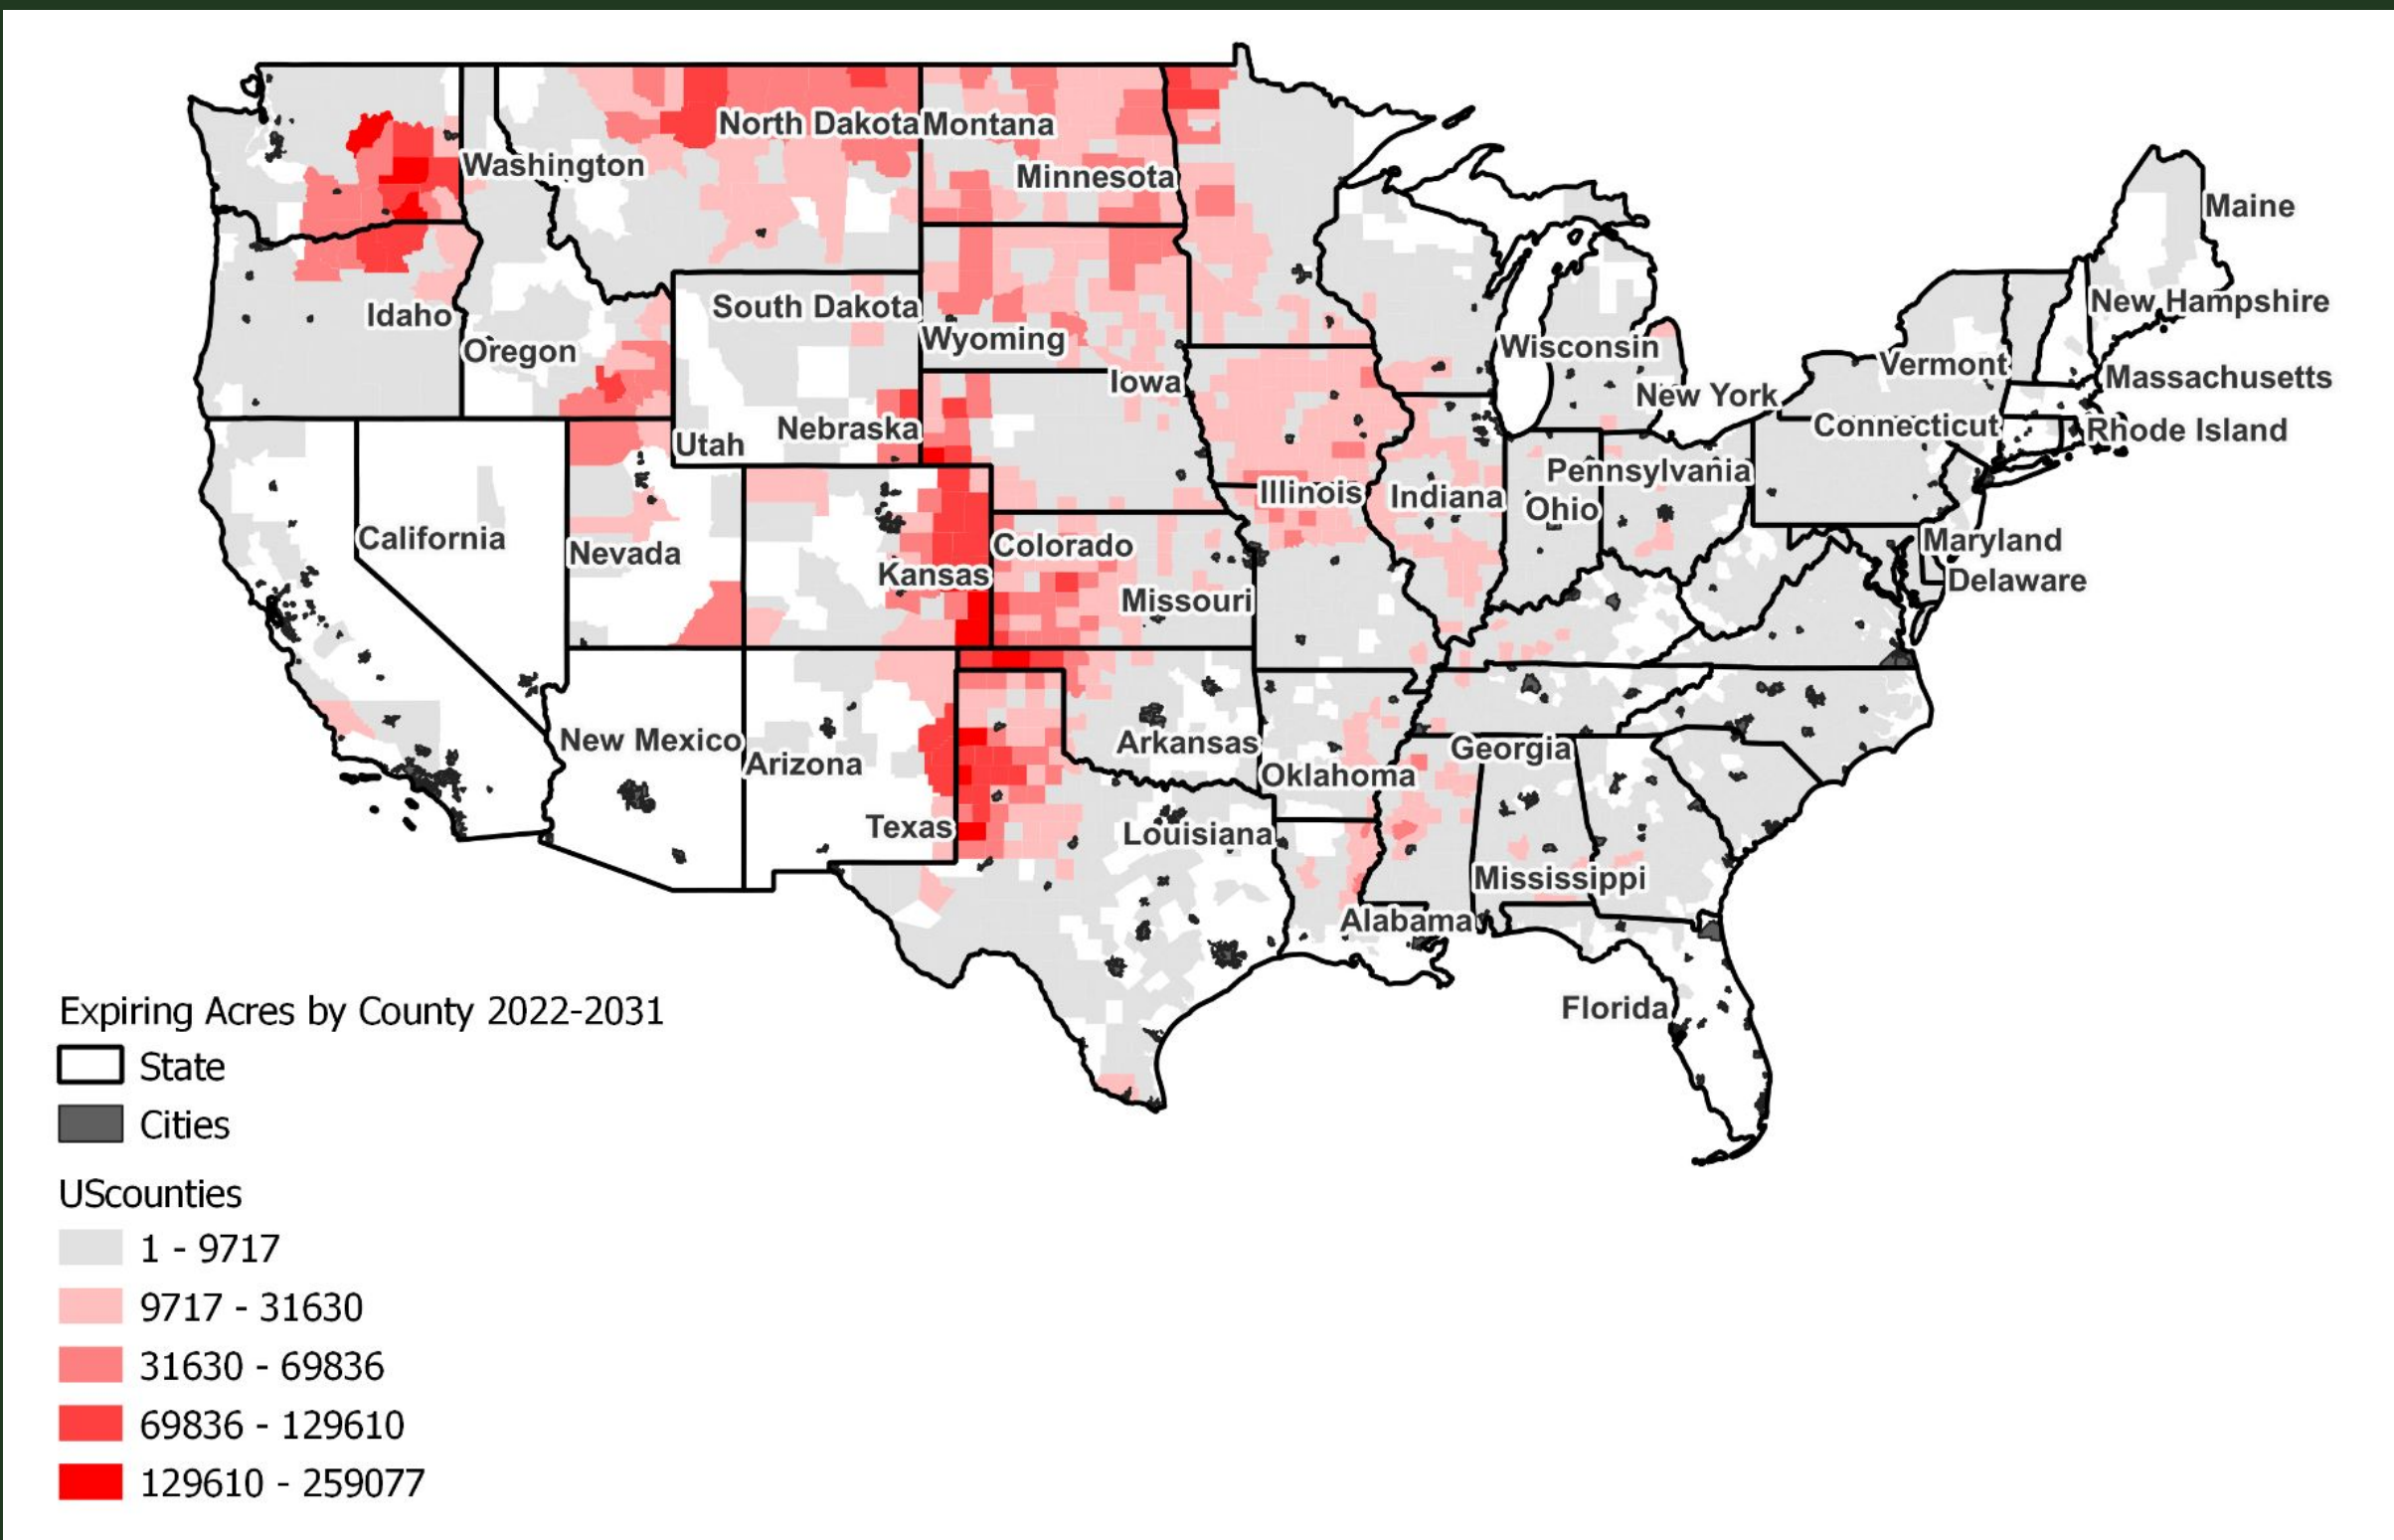 North Dakota
Montana
Washington
Minnesota
Maine
South Dakota
New Hampshire
Idaho
Wyoming
Wisconsin
Oregon
Vermont
Iowa
Massachusetts
New York
Nebraska
Connecticut
Rhode Island
Utah
Pennsylvania
Illinois
Indiana
Ohio
California
Nevada
Colorado
Maryland
Kansas
Delaware
Missouri
New Mexico
Arizona
Arkansas
Georgia
Oklahoma
Texas
Louisiana
Mississippi
Alabama
Florida
Expiring Acres by County 2022-2031
State
Cities
UScounties
1 - 9717
9717 - 31630
31630 - 69836
69836 - 129610
129610 - 259077